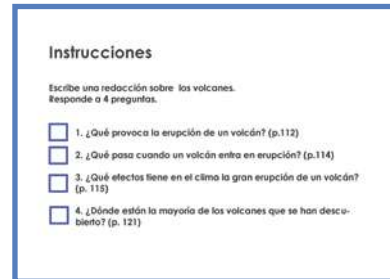 Instrucciones
Escribe una redacción sobre los volcanes.
Responde a 4 preguntas.
1. ¿Qué provoca la erupción de un volcán? (p.112)
2. ¿Qué pasa cuando un volcán entra en erupción? (p.114)
3. ¿Qué efectos tiene en el clima la gran erupción de un volcán?
(p. 115)
4. ¿Dónde están la mayoría de los volcanes que se han descu-
bierto? (p. 121)